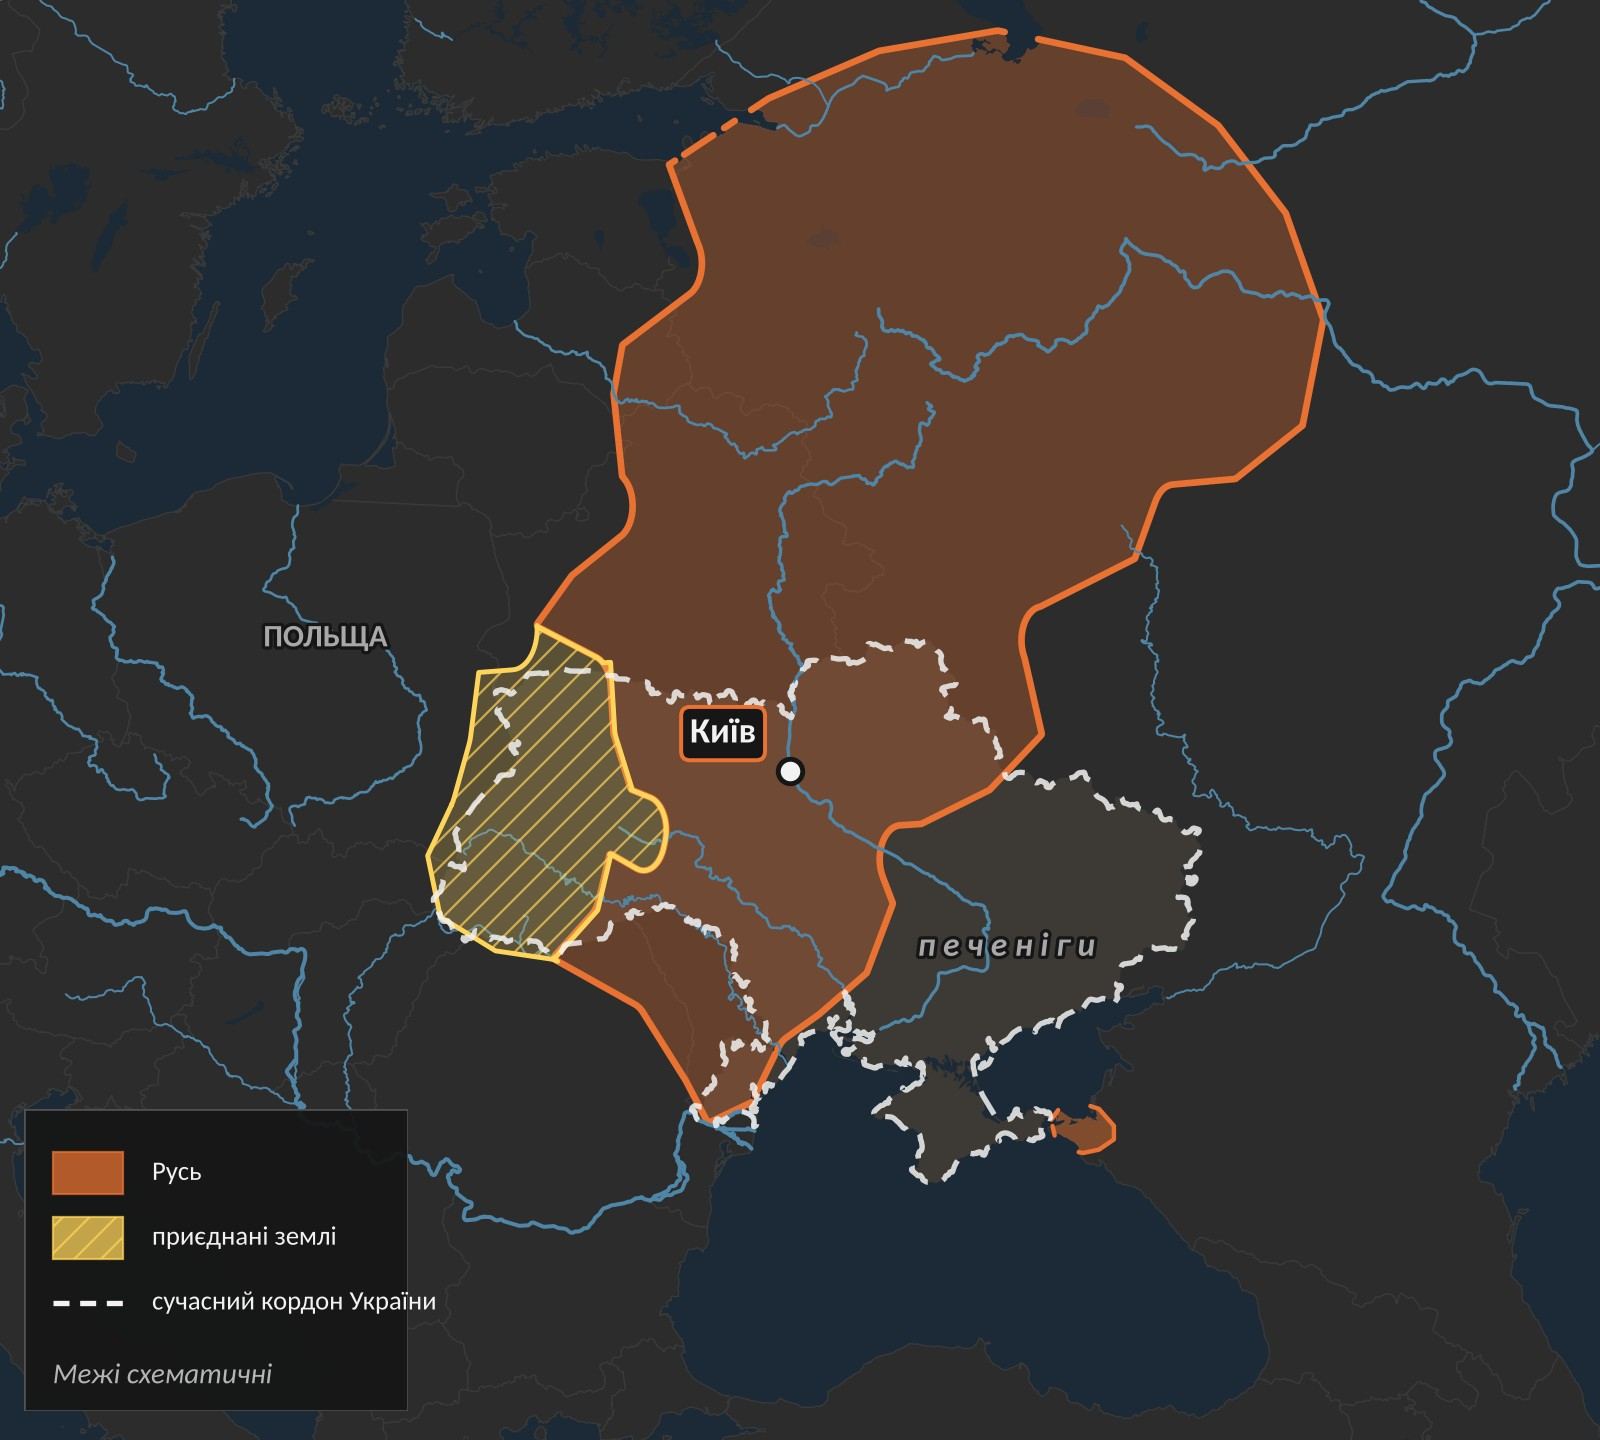 ПОЛЬЩА
Київ
печеніги
Русь
приєднані землі
сучасний кордон України
Межі схематичні